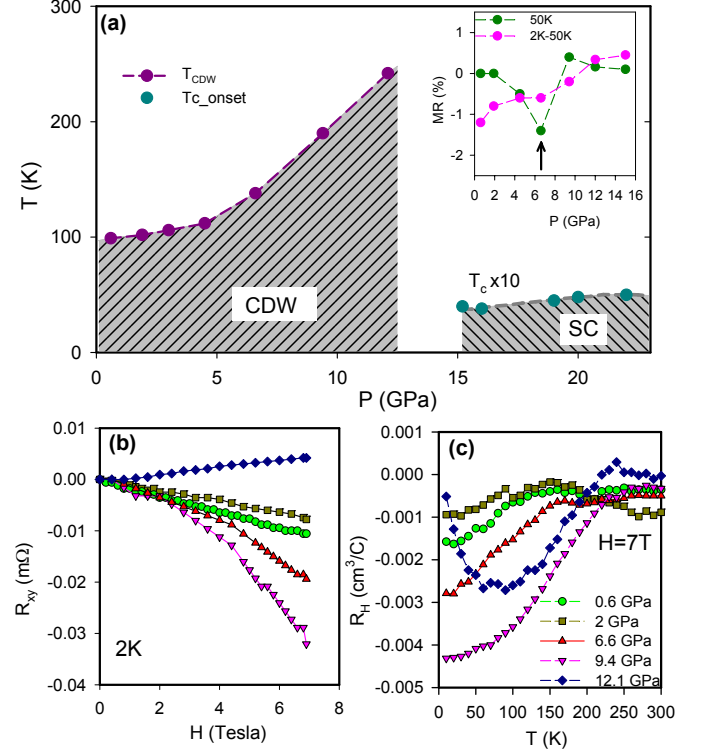 (a)
300
200
100
0
T (K)
T_CDW
Tc_onset
CDW
T_c x10
SC
0 5 10 15 20
P (GPa)
50K
2K-50K
1
0
-1
-2
MR (%)
0 2 4 6 8 10 12 14 16
P (GPa)
(b)
0.01
0.00
-0.01
-0.02
-0.03
-0.04
R_xy (mΩ)
2K
0 2 4 6 8
H (Tesla)
(c)
0.001
0.000
-0.001
-0.002
-0.003
-0.004
-0.005
R_H (cm³/C)
H=7T
0.6 GPa
2 GPa
6.6 GPa
9.4 GPa
12.1 GPa
0 50 100 150 200 250 300
T (K)